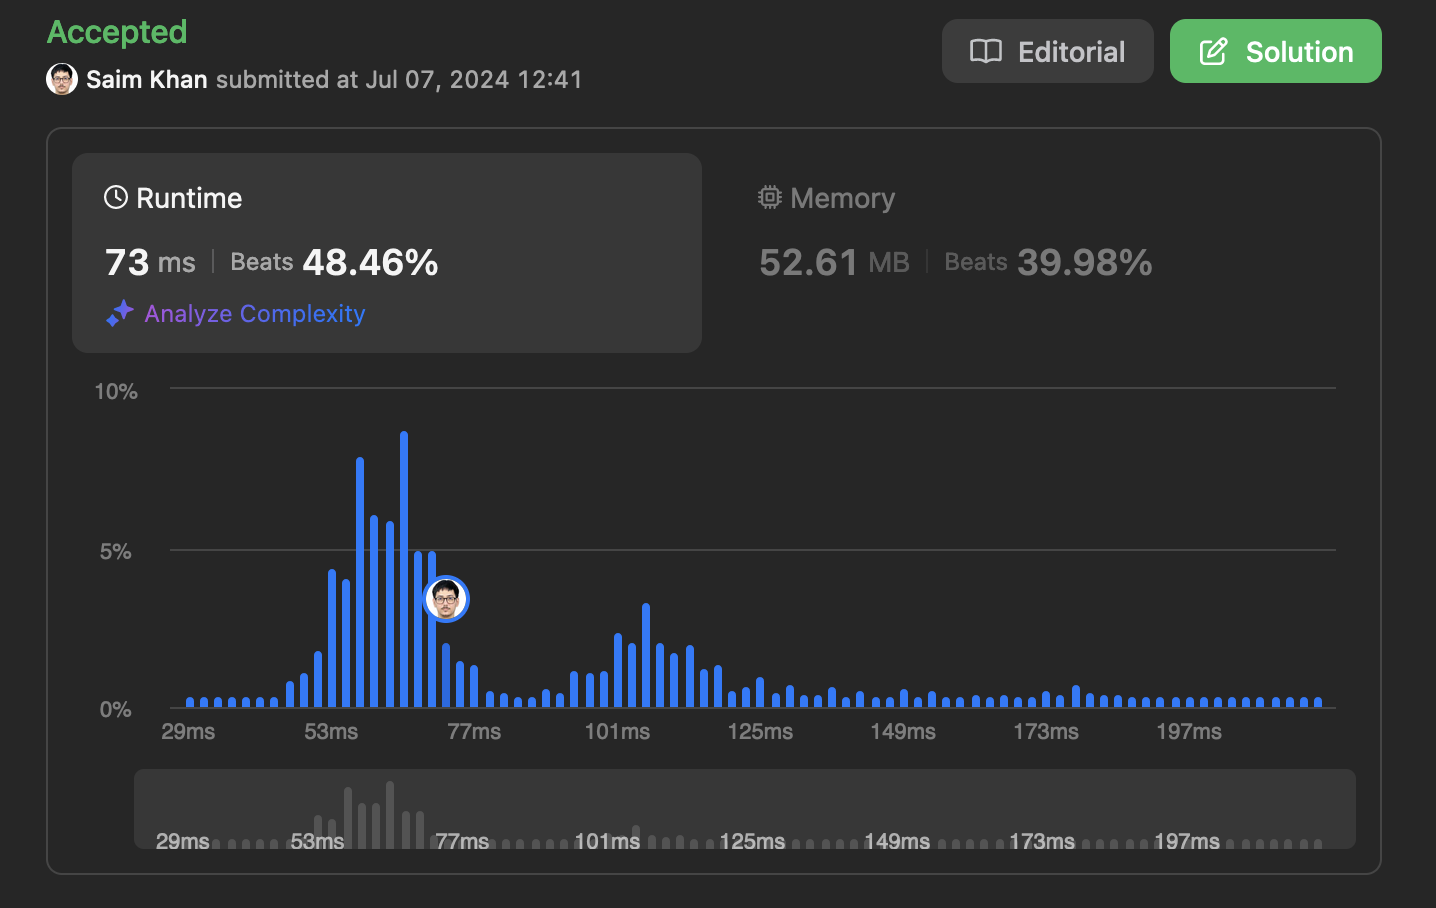 Accepted
Editorial
Solution
Saim Khan submitted at Jul 07, 2024 12:41
Runtime
73 ms | Beats 48.46%
Analyze Complexity
Memory
52.61 MB | Beats 39.98%
10%
5%
0%
29ms 53ms 77ms 101ms 125ms 149ms 173ms 197ms
29ms 53ms 77ms 101ms 125ms 149ms 173ms 197ms